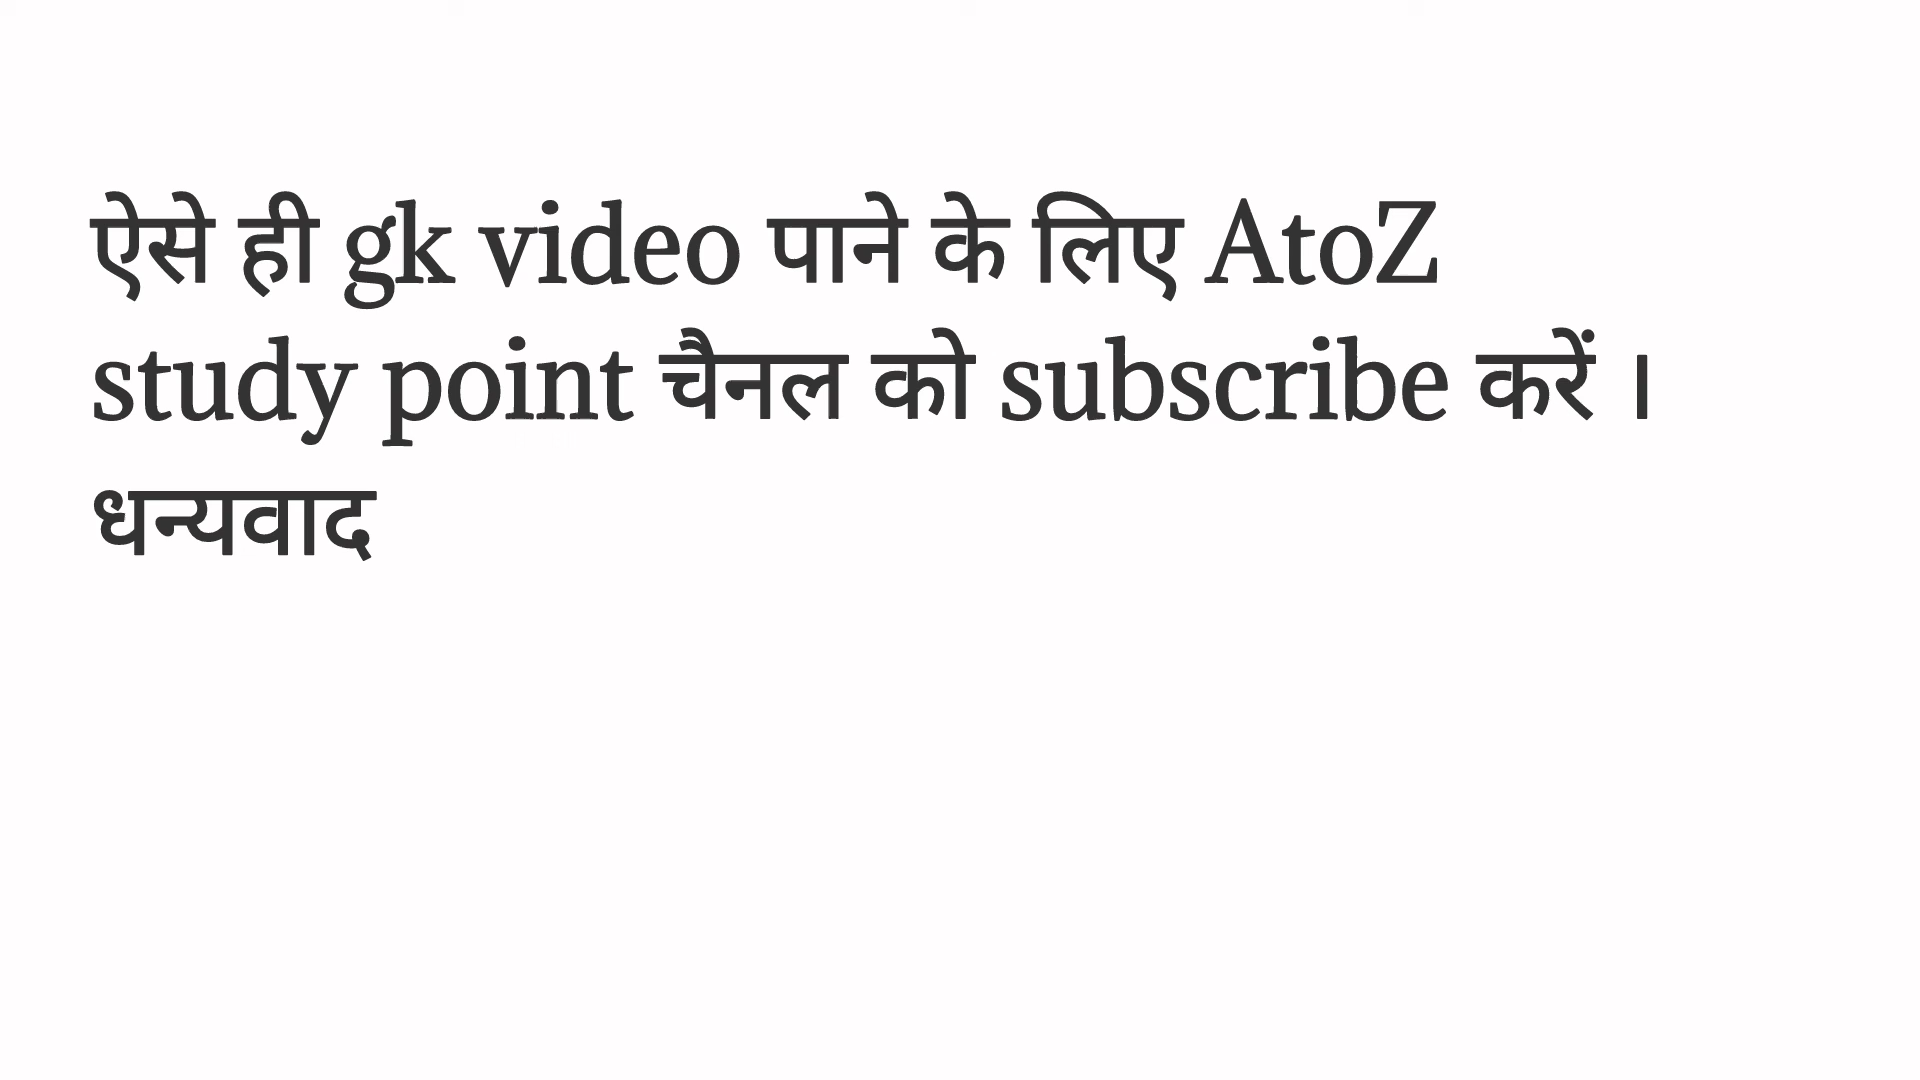 ऐसे ही gk video पाने के लिए AtoZ
study point चैनल को subscribe करें ।
धन्यवाद